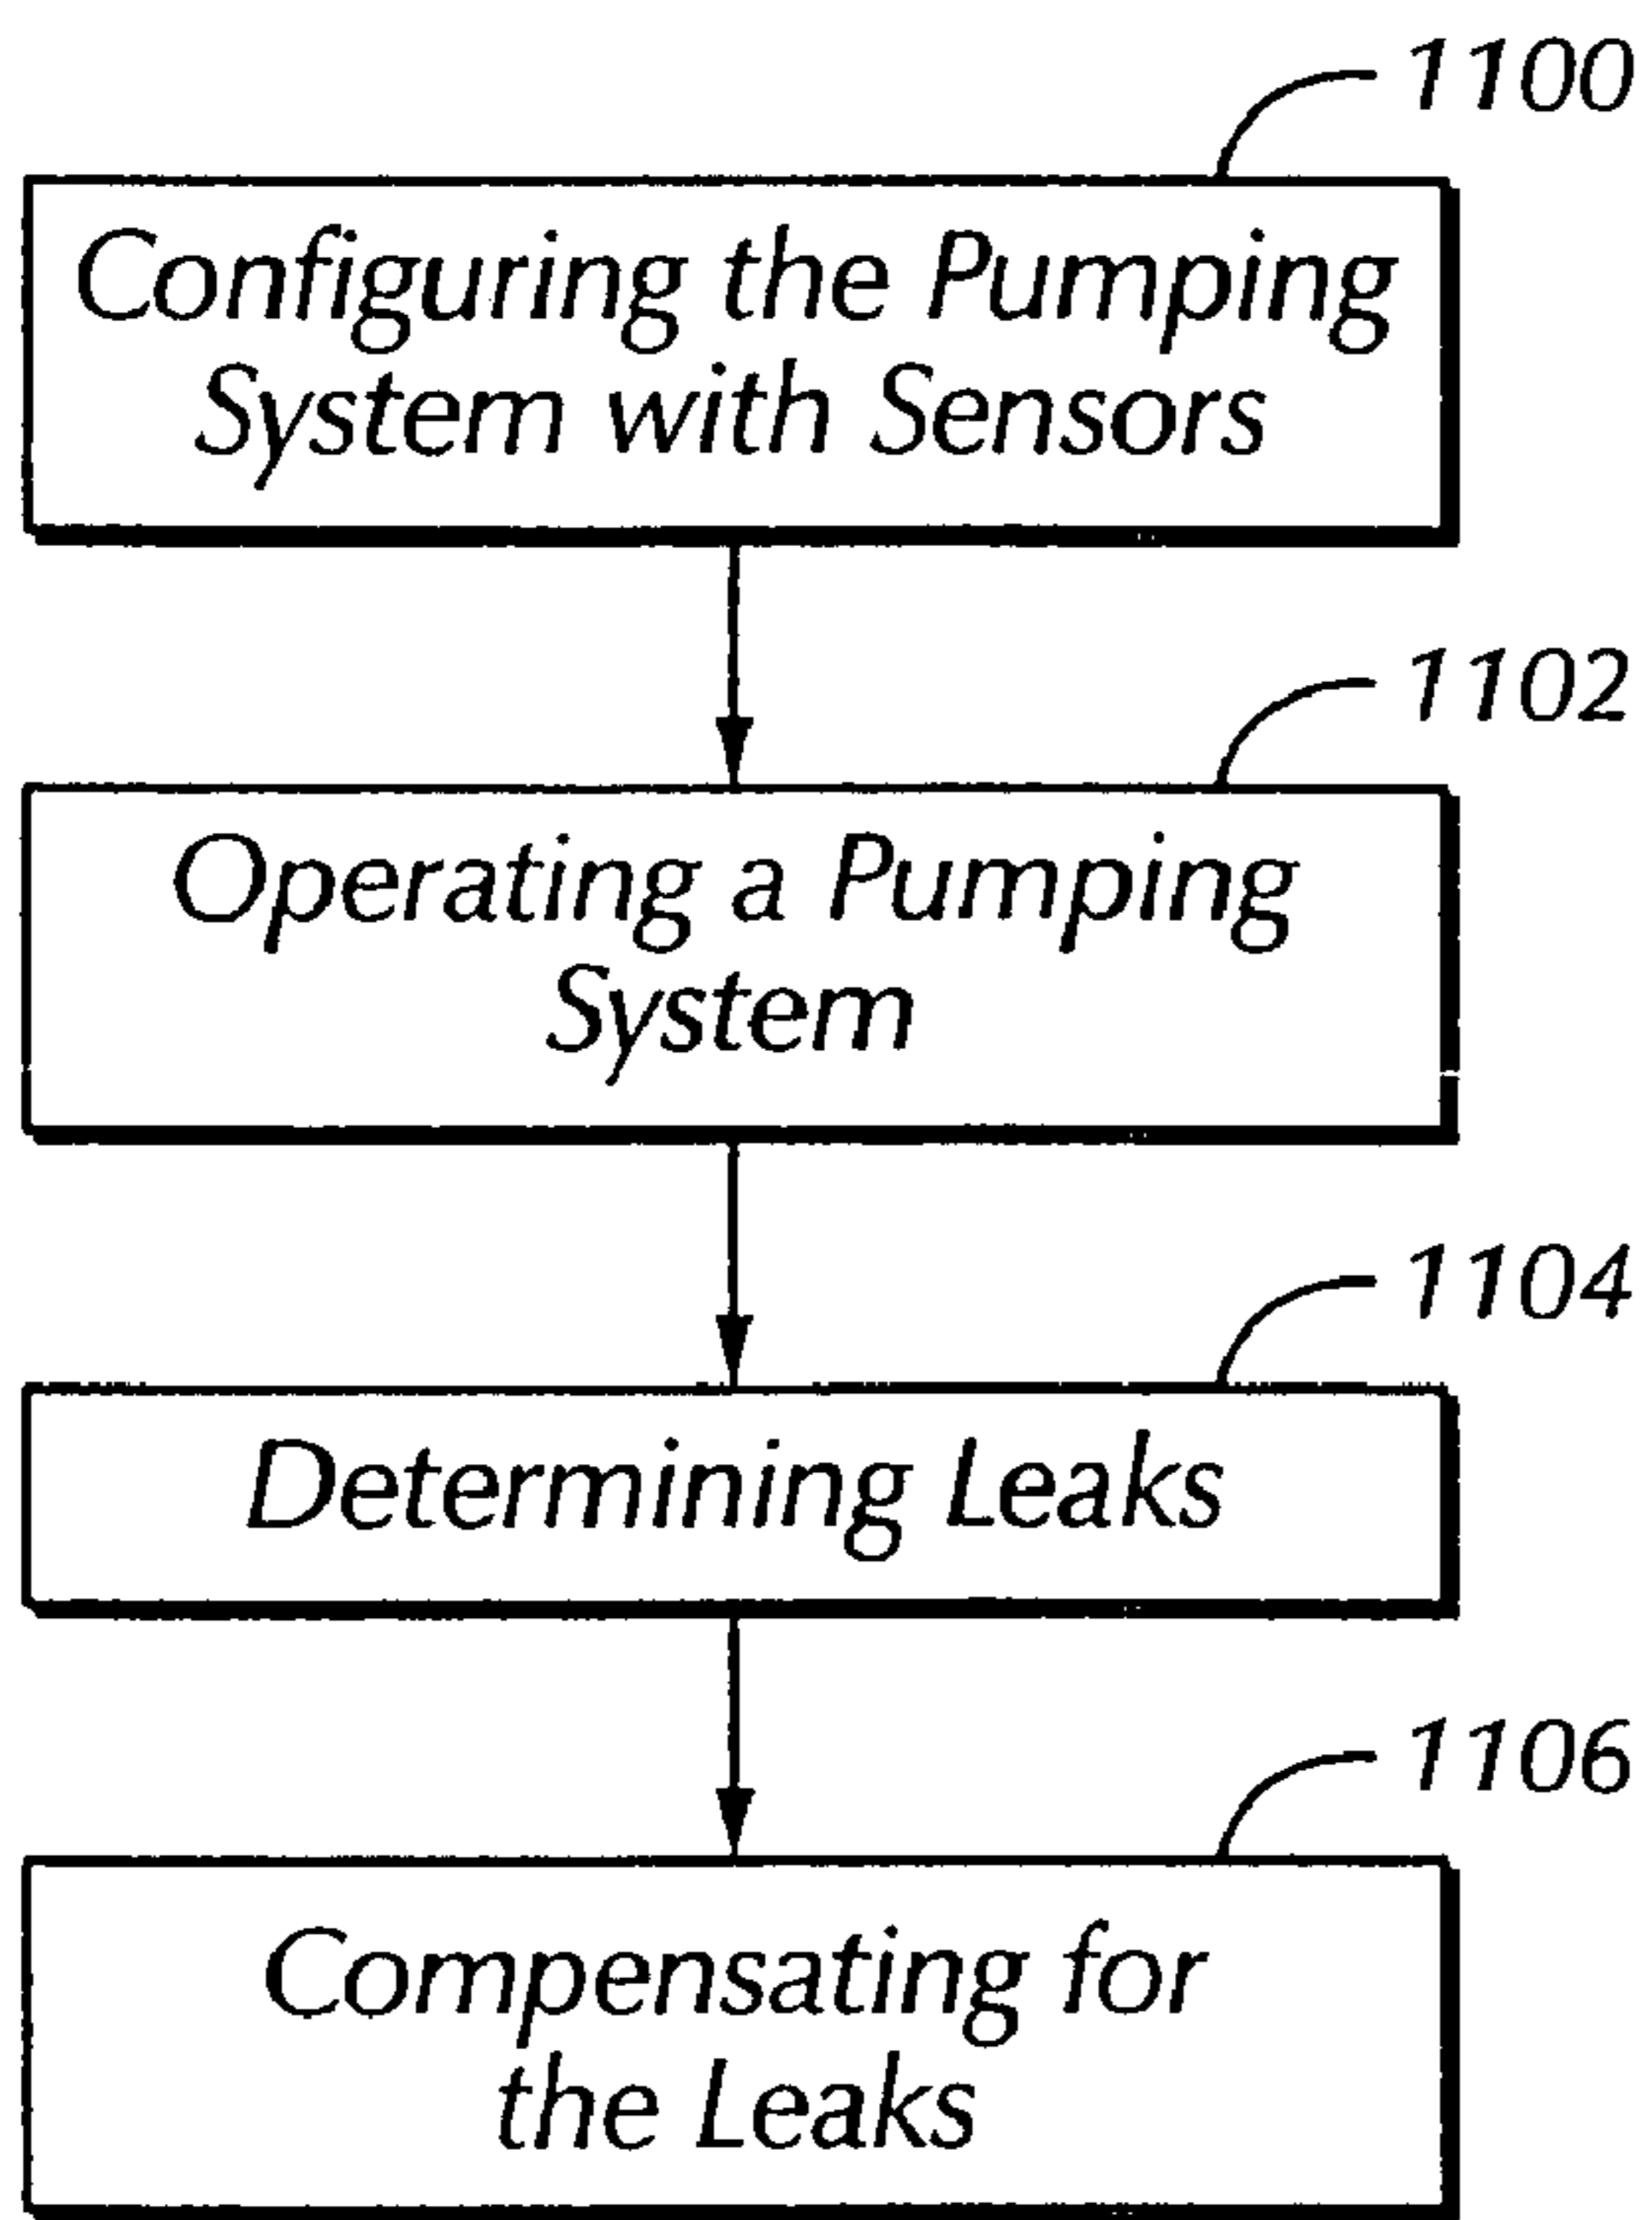 1100
Configuring the Pumping
System with Sensors
1102
Operating a Pumping
System
1104
Determining Leaks
1106
Compensating for
the Leaks